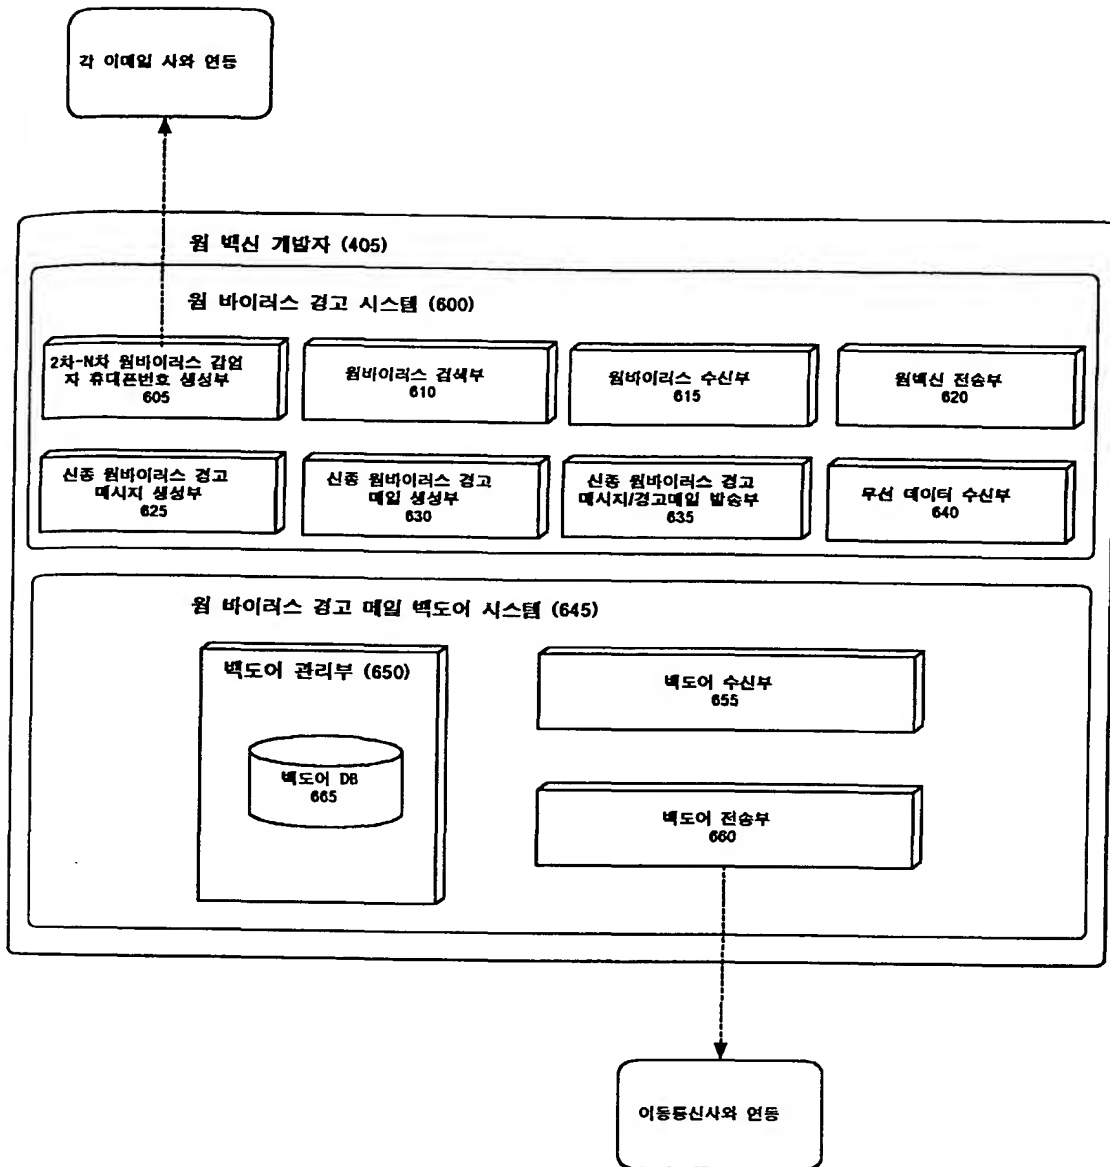 각 이메일 사와 연동
웜 백신 개발자 (405)
웜 바이러스 경고 시스템 (600)
2차-N차 웜바이러스 감업
자 휴대폰번호 생성부
605
웜바이러스 검색부
610
웜바이러스 수신부
615
웜백신 전송부
620
신종 웜바이러스 경고
메시지 생성부
625
신종 웜바이러스 경고
메일 생성부
630
신종 웜바이러스 경고
메시지/경고메일 발송부
635
무선 데이터 수신부
640
웜 바이러스 경고 메일 백도어 시스템 (645)
백도어 관리부 (650)
백도어 DB
665
백도어 수신부
655
백도어 전송부
660
이동통신사와 연동